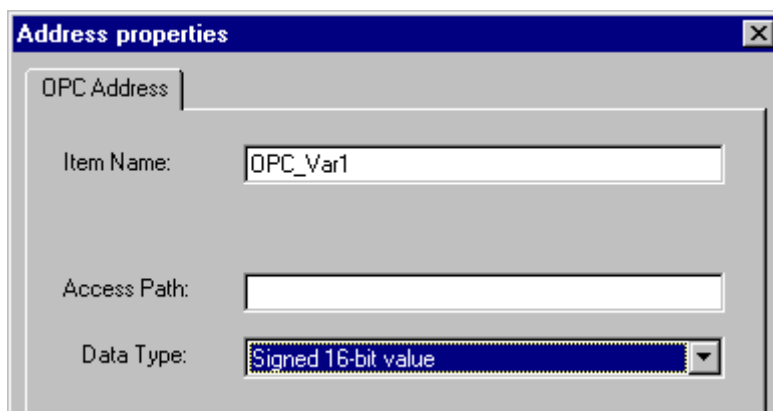 Address properties
OPC Address
Item Name: OPC_Var1
Access Path:
Data Type: Signed 16-bit value